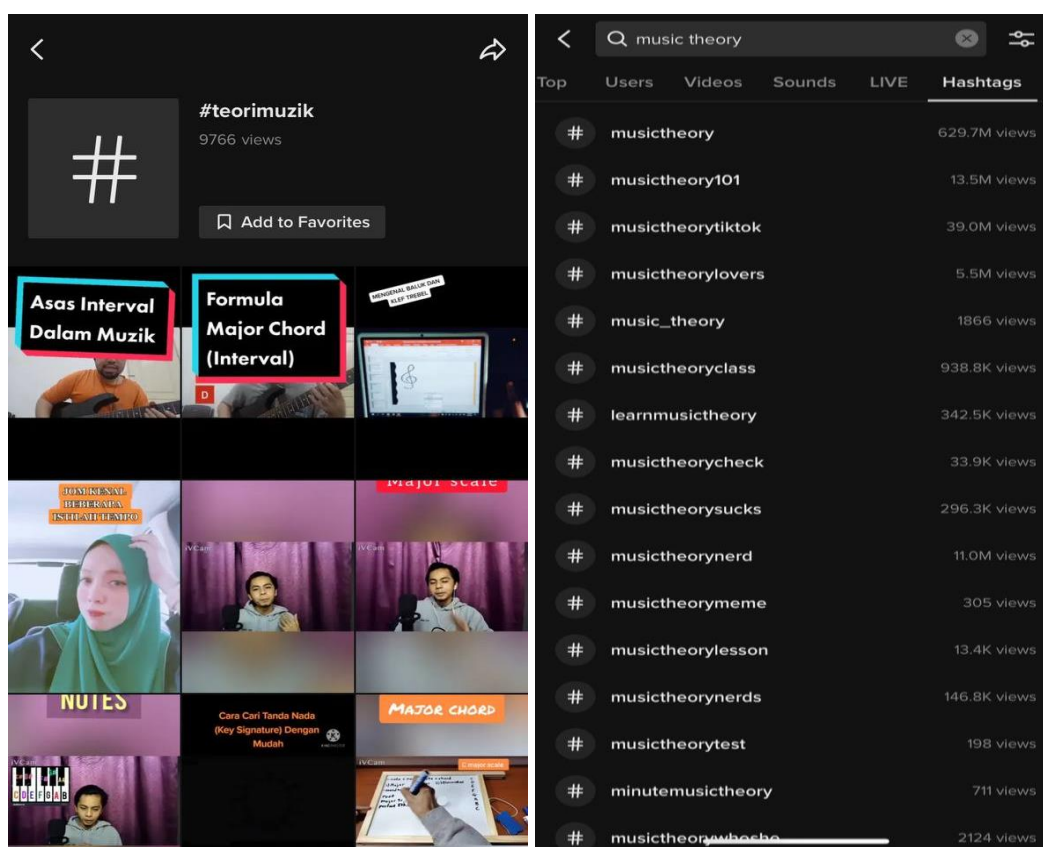 #teorimuzik
9766 views
Add to Favorites
Asas Interval
Dalam Muzik
Formula
Major Chord
(Interval)
D
MENGENAL BALUK DAN
KLEF TREBEL
JOM KENAL
BEBERAPA
ISTILAH TEMPO
iVCam
Major scale
iVCam
NOTES
iVCam
C D E F G A B
Cara Cari Tanda Nada
(Key Signature) Dengan
Mudah
MAJOR CHORD
iVCam
C major scale
music theory
Top Users Videos Sounds LIVE Hashtags
# musictheory 629.7M views
# musictheory101 13.5M views
# musictheorytiktok 39.0M views
# musictheorylovers 5.5M views
# music_theory 1866 views
# musictheoryclass 938.8K views
# learnmusictheory 342.5K views
# musictheorycheck 33.9K views
# musictheorysucks 296.3K views
# musictheorynerd 11.0M views
# musictheorymeme 305 views
# musictheorylesson 13.4K views
# musictheorynerds 146.8K views
# musictheorytest 198 views
# minutemusictheory 711 views
# 2124 views